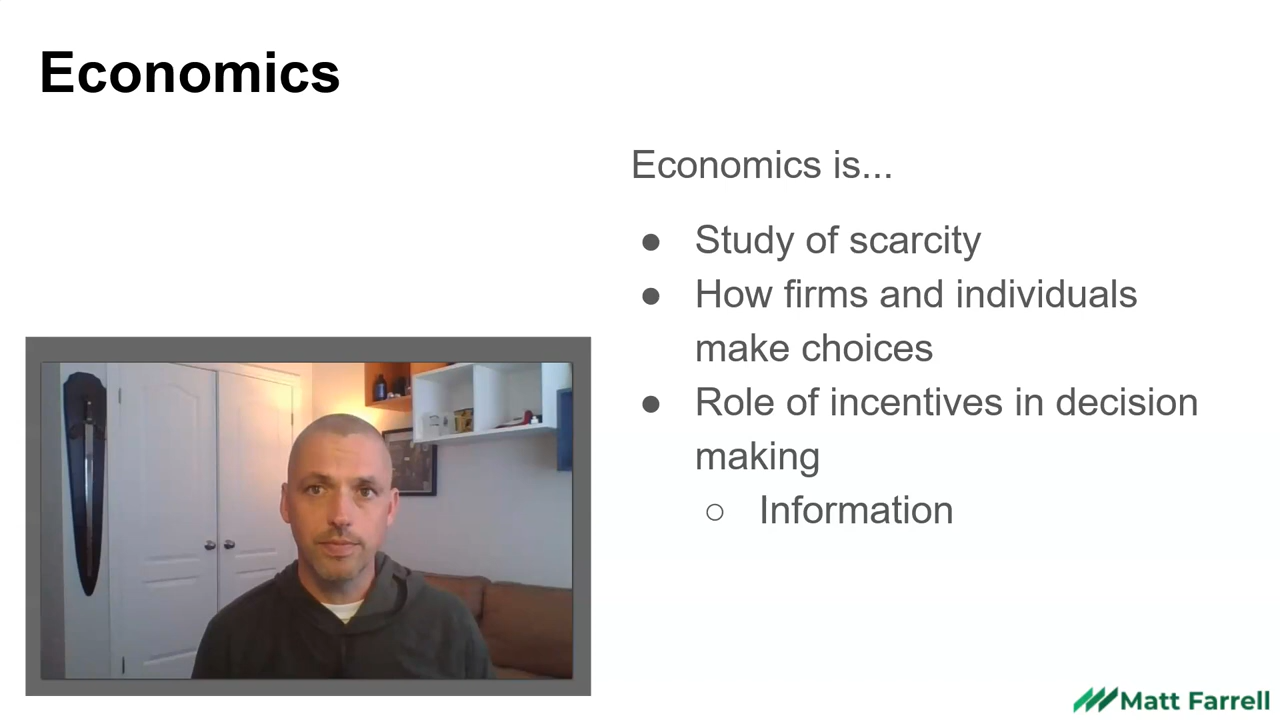 Economics
Economics is...
● Study of scarcity
● How firms and individuals
make choices
● Role of incentives in decision
making
○ Information
Matt Farrell